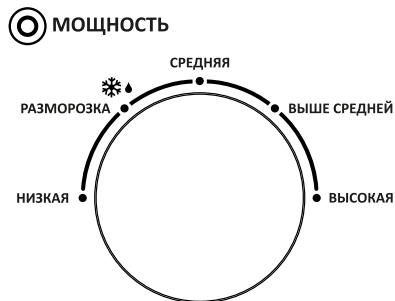 МОЩНОСТЬ
СРЕДНЯЯ
РАЗМОРОЗКА
ВЫШЕ СРЕДНЕЙ
НИЗКАЯ
ВЫСОКАЯ